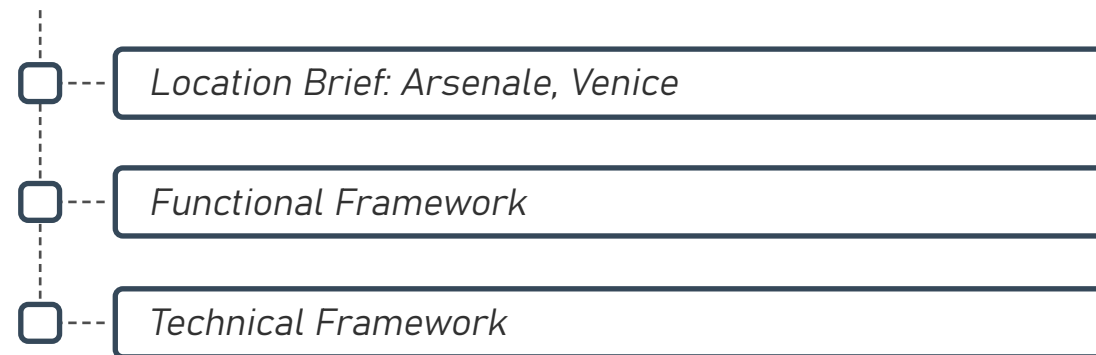 Location Brief: Arsenale, Venice
Functional Framework
Technical Framework